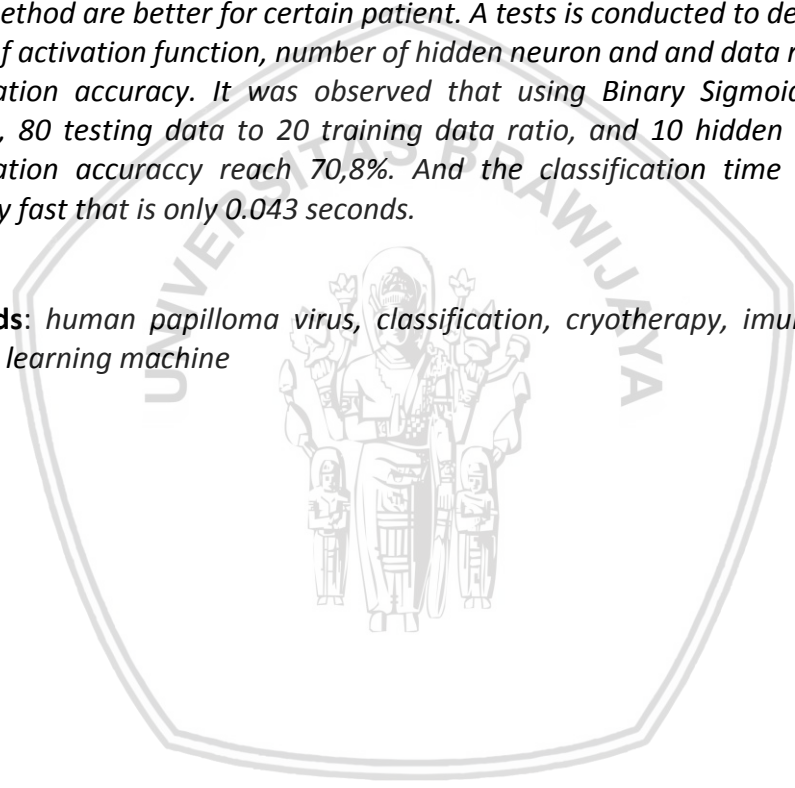 ethod are better for certain patient. A tests is conducted to de
f activation function, number of hidden neuron and and data r
ation accuracy. It was observed that using Binary Sigmoid
, 80 testing data to 20 training data ratio, and 10 hidden
ation accuraccy reach 70,8%. And the classification time
y fast that is only 0.043 seconds.
ds: human papilloma virus, classification, cryotherapy, imu
learning machine
UNIVERSITAS BRAWIJAYA